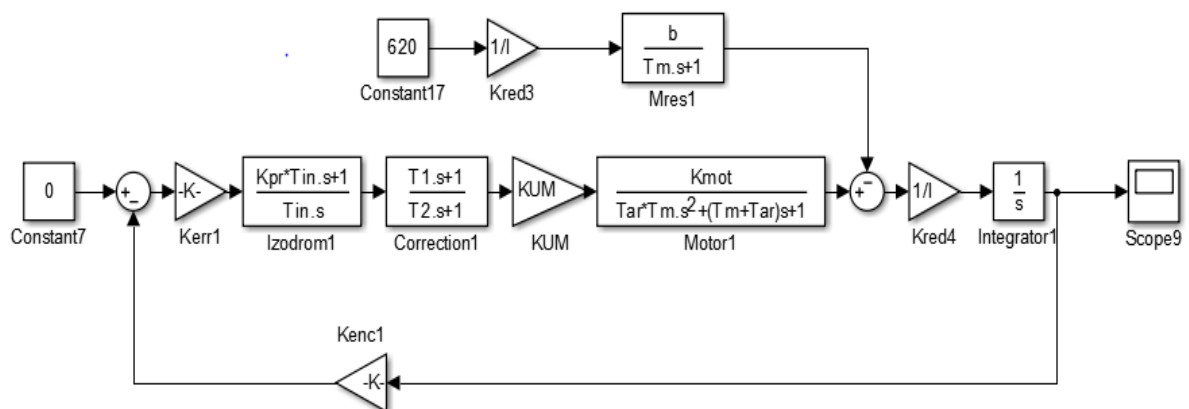 620
1/I
b
Tm.s+1
Constant17
Kred3
Mres1
0
+
-
-K-
Kpr*Tin.s+1
Tin.s
T1.s+1
T2.s+1
KUM
Kmot
Tar*Tm.s²+(Tm+Tar)s+1
+
-
1/I
1
s
Constant7
Kerr1
Izodrom1
Correction1
KUM
Motor1
Kred4
Integrator1
Scope9
Kenc1
-K-